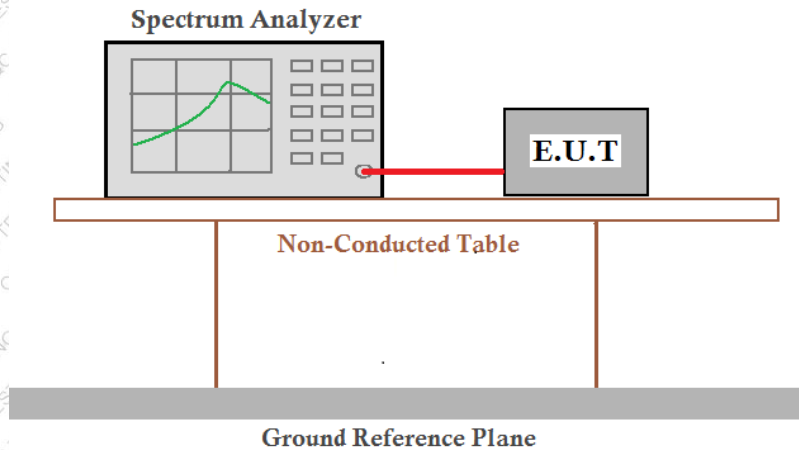 Spectrum Analyzer
E.U.T
Non-Conducted Table
Ground Reference Plane